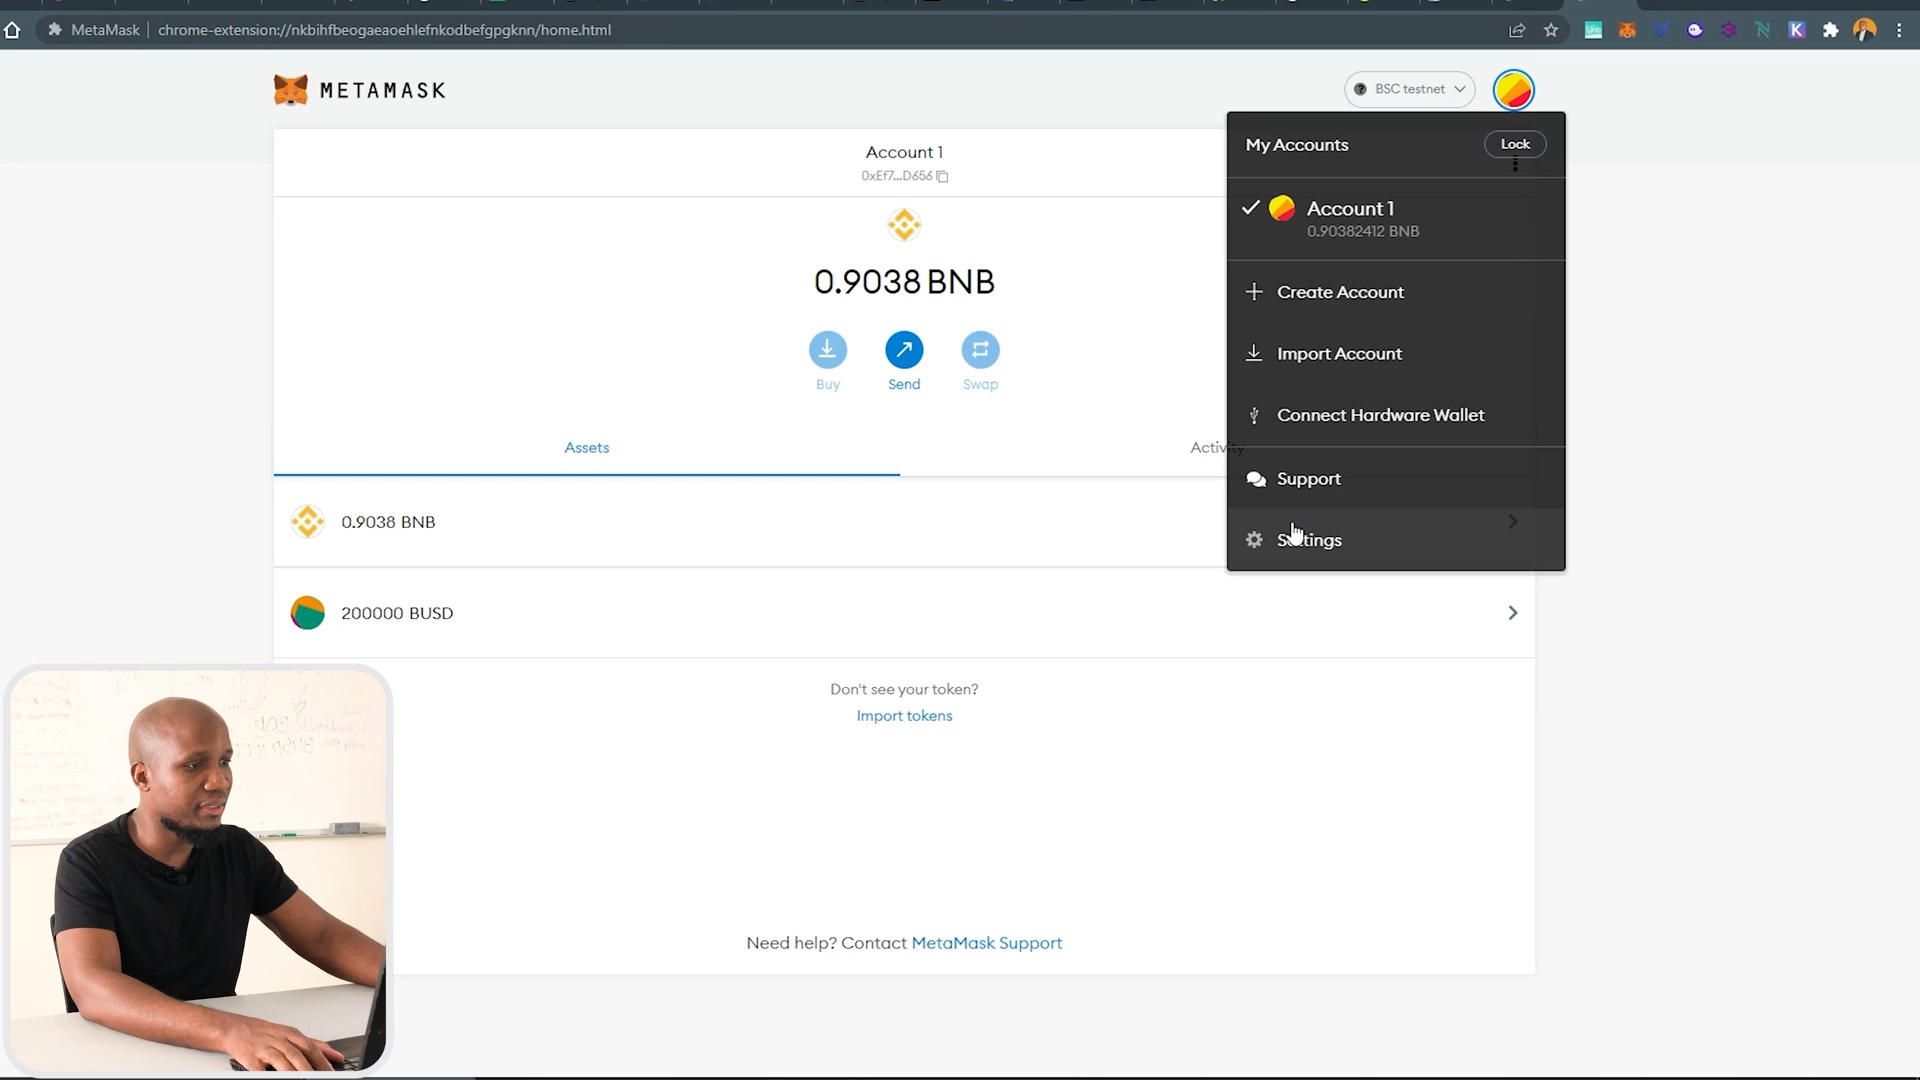 MetaMask
chrome-extension://nkbihfbeogaeaoehlefnkodbefgpgknn/home.html
METAMASK
BSC testnet
Account 1
0xEf7...D656
0.9038 BNB
Buy
Send
Swap
Assets
Activity
0.9038 BNB
200000 BUSD
Don't see your token?
Import tokens
Need help? Contact MetaMask Support
My Accounts
Lock
Account 1
0.90382412 BNB
Create Account
Import Account
Connect Hardware Wallet
Support
Settings